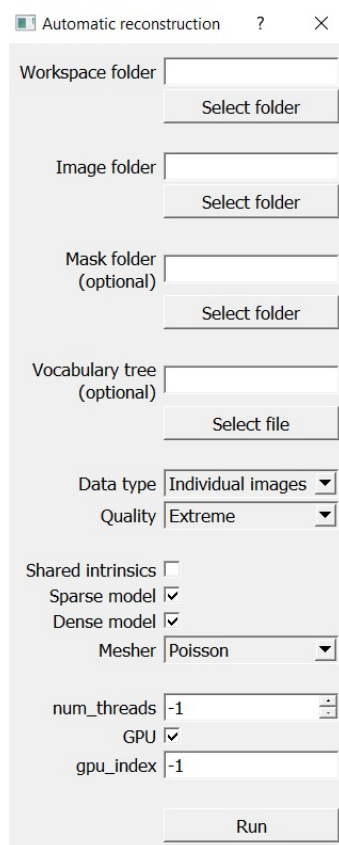 Automatic reconstruction ? ×
Workspace folder
Select folder
Image folder
Select folder
Mask folder
(optional)
Select folder
Vocabulary tree
(optional)
Select file
Data type Individual images
Quality Extreme
Shared intrinsics
Sparse model
Dense model
Mesher Poisson
num_threads -1
GPU
gpu_index -1
Run